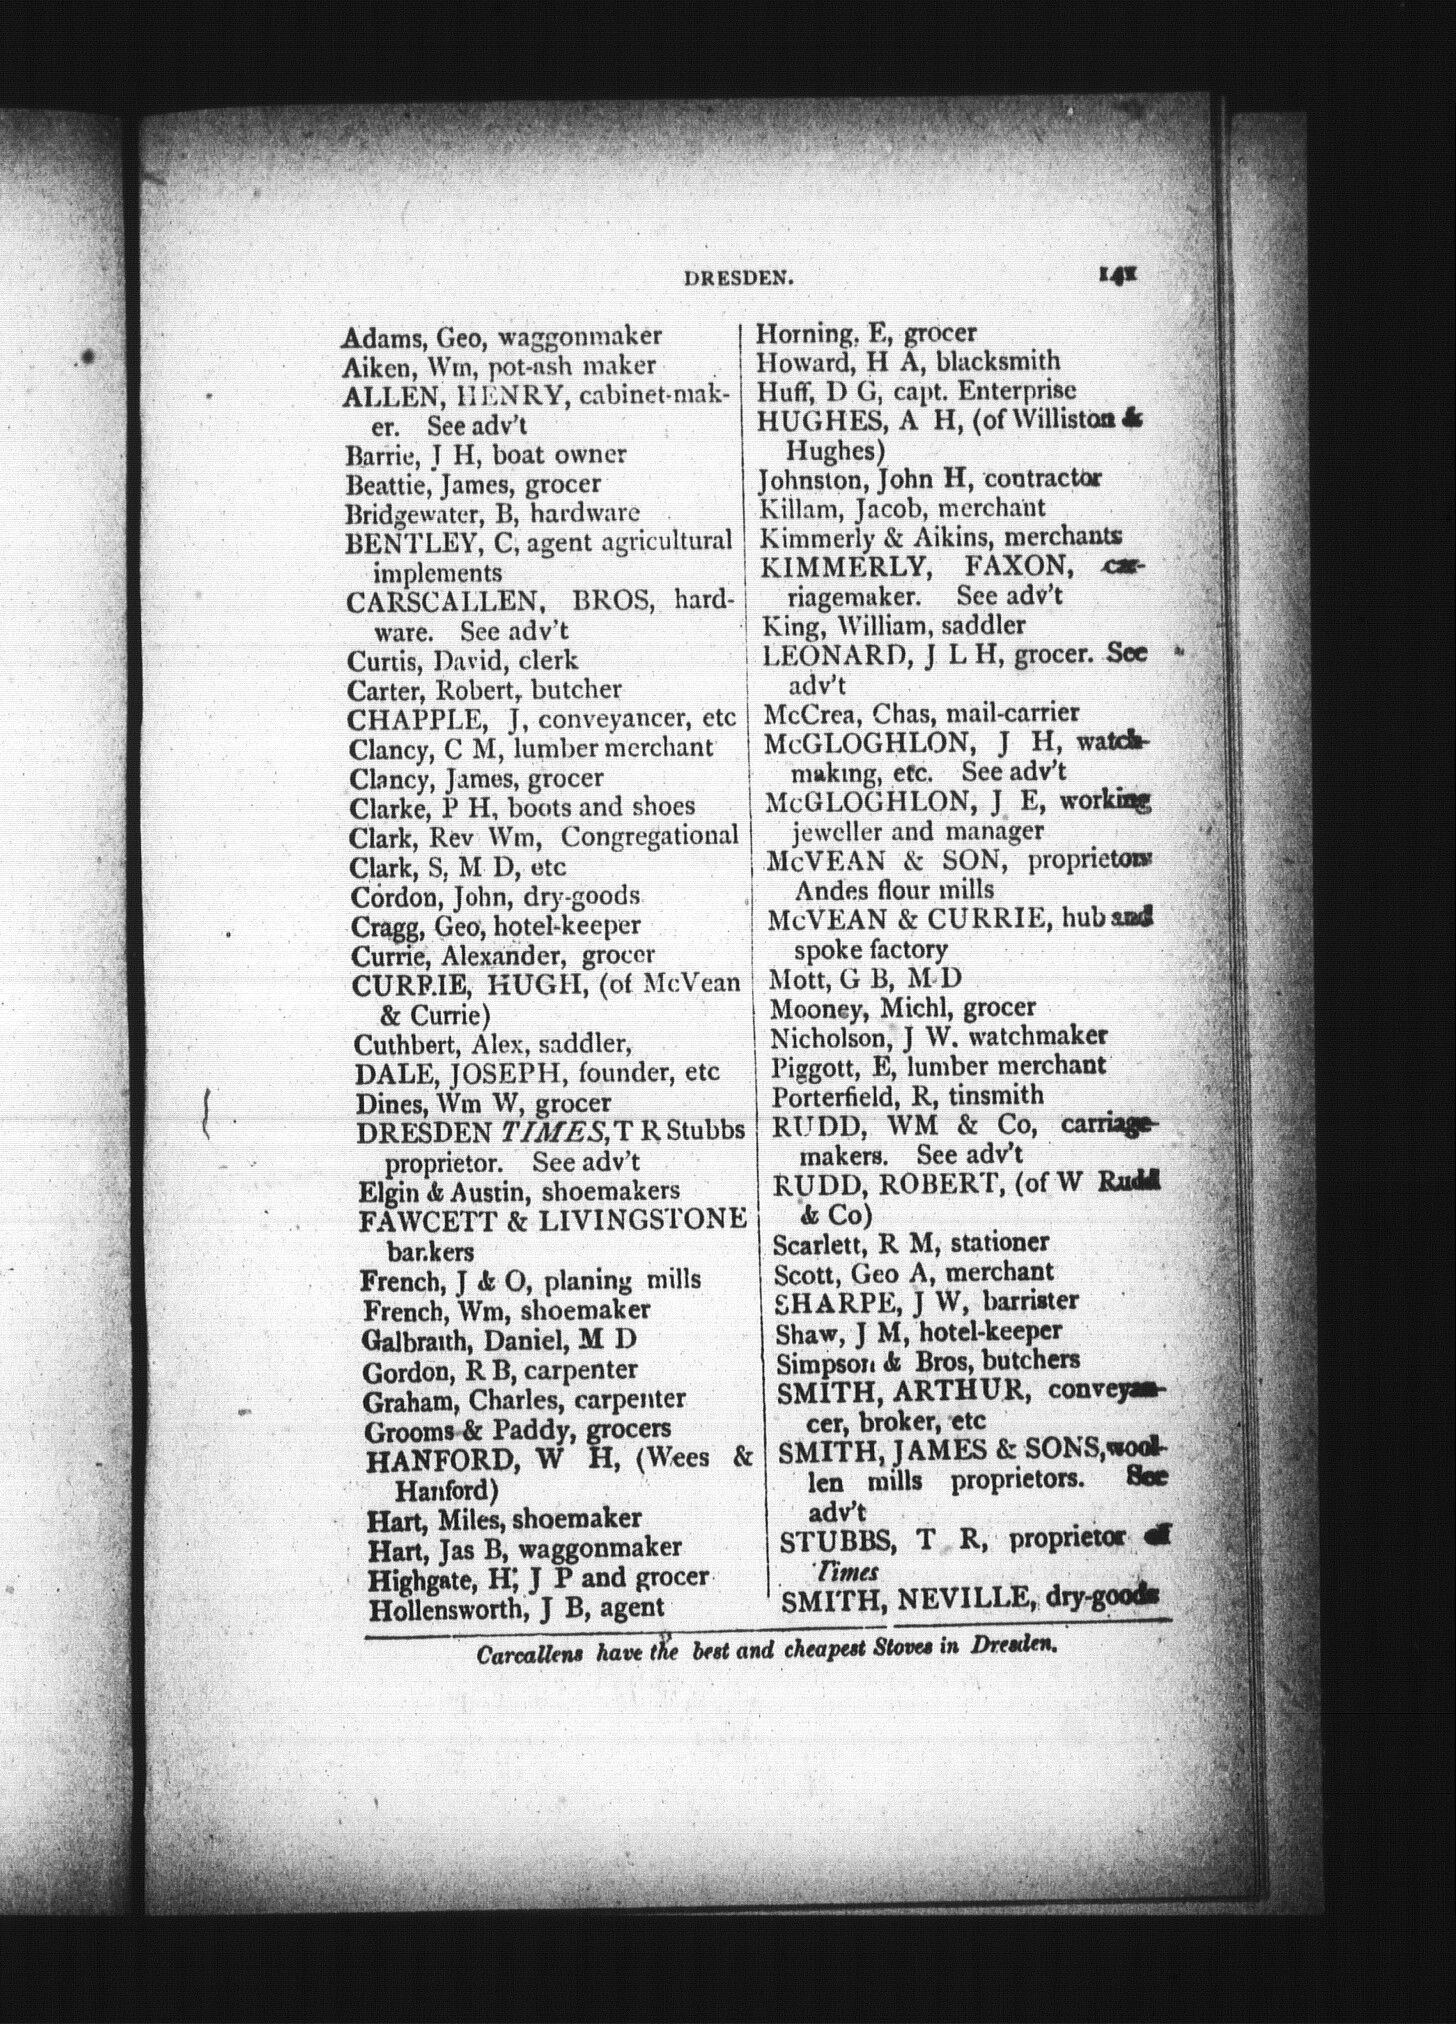 DRESDEN. 141
Adams, Geo, waggonmaker
Aiken, Wm, pot-ash maker
ALLEN, HENRY, cabinet-mak-
er. See adv't
Barrie, J H, boat owner
Beattie, James, grocer
Bridgewater, B, hardware
BENTLEY, C, agent agricultural
implements
CARSCALLEN, BROS, hard-
ware. See adv't
Curtis, David, clerk
Carter, Robert, butcher
CHAPPLE, J, conveyancer, etc
Clancy, C M, lumber merchant
Clancy, James, grocer
Clarke, P H, boots and shoes
Clark, Rev Wm, Congregational
Clark, S, M D, etc
Cordon, John, dry-goods
Cragg, Geo, hotel-keeper
Currie, Alexander, grocer
CURRIE, HUGH, (of McVean
& Currie)
Cuthbert, Alex, saddler,
DALE, JOSEPH, founder, etc
Dines, Wm W, grocer
DRESDEN TIMES, T R Stubbs
proprietor. See adv't
Elgin & Austin, shoemakers
FAWCETT & LIVINGSTONE
bankers
French, J & O, planing mills
French, Wm, shoemaker
Galbraith, Daniel, M D
Gordon, R B, carpenter
Graham, Charles, carpenter
Grooms & Paddy, grocers
HANFORD, W H, (Wees &
Hanford)
Hart, Miles, shoemaker
Hart, Jas B, waggonmaker
Highgate, H, J P and grocer
Hollensworth, J B, agent
Horning, E, grocer
Howard, H A, blacksmith
Huff, D G, capt. Enterprise
HUGHES, A H, (of Williston &
Hughes)
Johnston, John H, contractor
Killam, Jacob, merchant
Kimmerly & Aikins, merchants
KIMMERLY, FAXON, car-
riagemaker. See adv't
King, William, saddler
LEONARD, J L H, grocer. See
adv't
McCrea, Chas, mail-carrier
McGLOGHLON, J H, watch-
making, etc. See adv't
McGLOGHLON, J E, working
jeweller and manager
McVEAN & SON, proprietors
Andes flour mills
McVEAN & CURRIE, hub and
spoke factory
Mott, G B, M D
Mooney, Michl, grocer
Nicholson, J W. watchmaker
Piggott, E, lumber merchant
Porterfield, R, tinsmith
RUDD, WM & Co, carriage-
makers. See adv't
RUDD, ROBERT, (of W Rudd
& Co)
Scarlett, R M, stationer
Scott, Geo A, merchant
SHARPE, J W, barrister
Shaw, J M, hotel-keeper
Simpson & Bros, butchers
SMITH, ARTHUR, conveyan-
cer, broker, etc
SMITH, JAMES & SONS, wool-
len mills proprietors. See
adv't
STUBBS, T R, proprietor of
Times
SMITH, NEVILLE, dry-goods
Carcallens have the best and cheapest Stoves in Dresden.